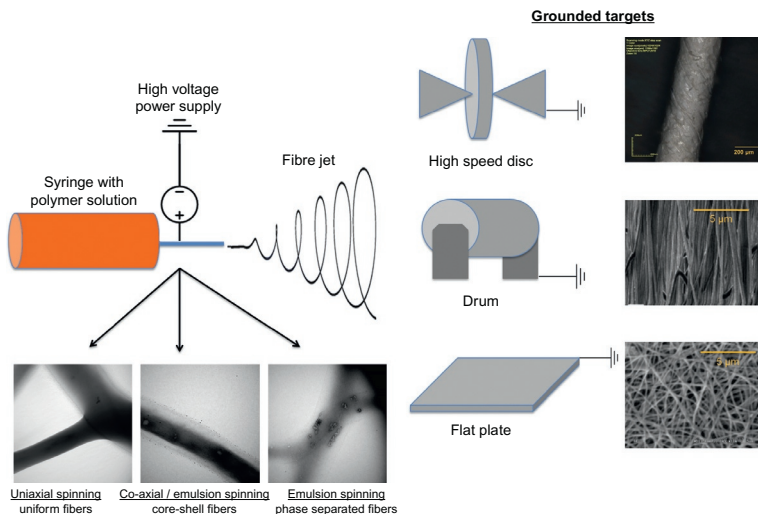 Grounded targets
High voltage
power supply
Fibre jet
Syringe with
polymer solution
−
+
High speed disc
200 µm
Drum
5 µm
Flat plate
5 µm
Uniaxial spinning
uniform fibers
Co-axial / emulsion spinning
core-shell fibers
Emulsion spinning
phase separated fibers